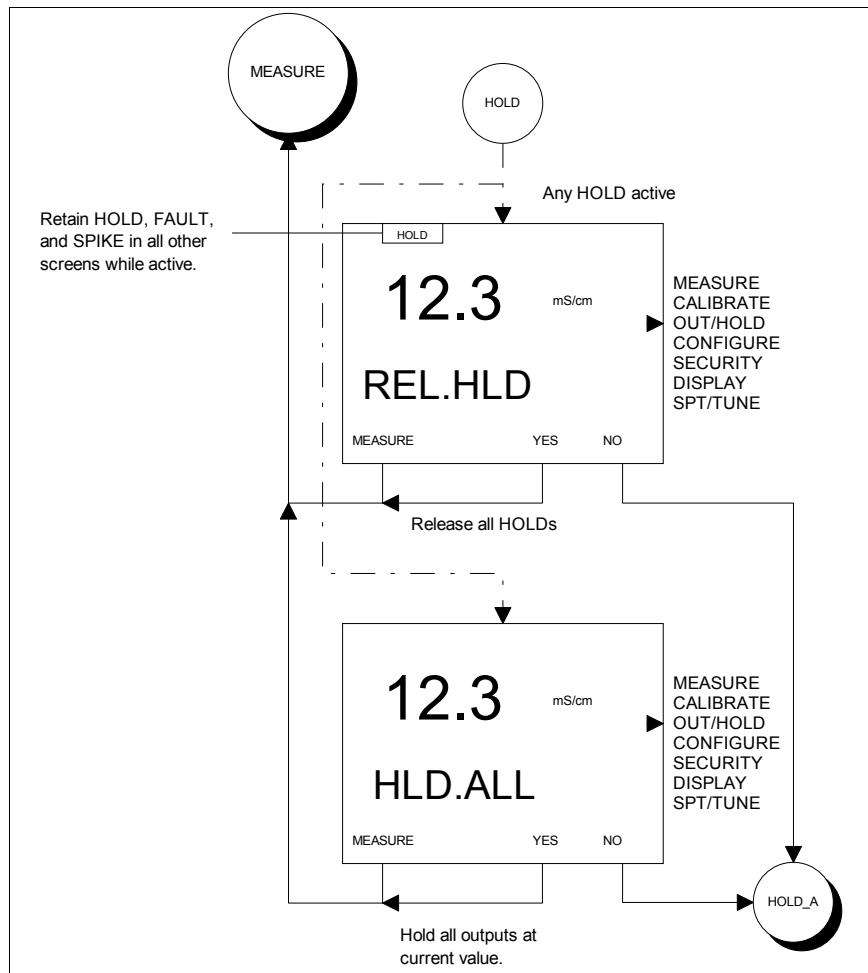 MEASURE
HOLD
Any HOLD active
Retain HOLD, FAULT,
and SPIKE in all other
screens while active.
HOLD
12.3
mS/cm
REL.HLD
MEASURE
YES
NO
MEASURE
CALIBRATE
OUT/HOLD
CONFIGURE
SECURITY
DISPLAY
SPT/TUNE
Release all HOLDs
12.3
mS/cm
HLD.ALL
MEASURE
YES
NO
MEASURE
CALIBRATE
OUT/HOLD
CONFIGURE
SECURITY
DISPLAY
SPT/TUNE
HOLD_A
Hold all outputs at
current value.